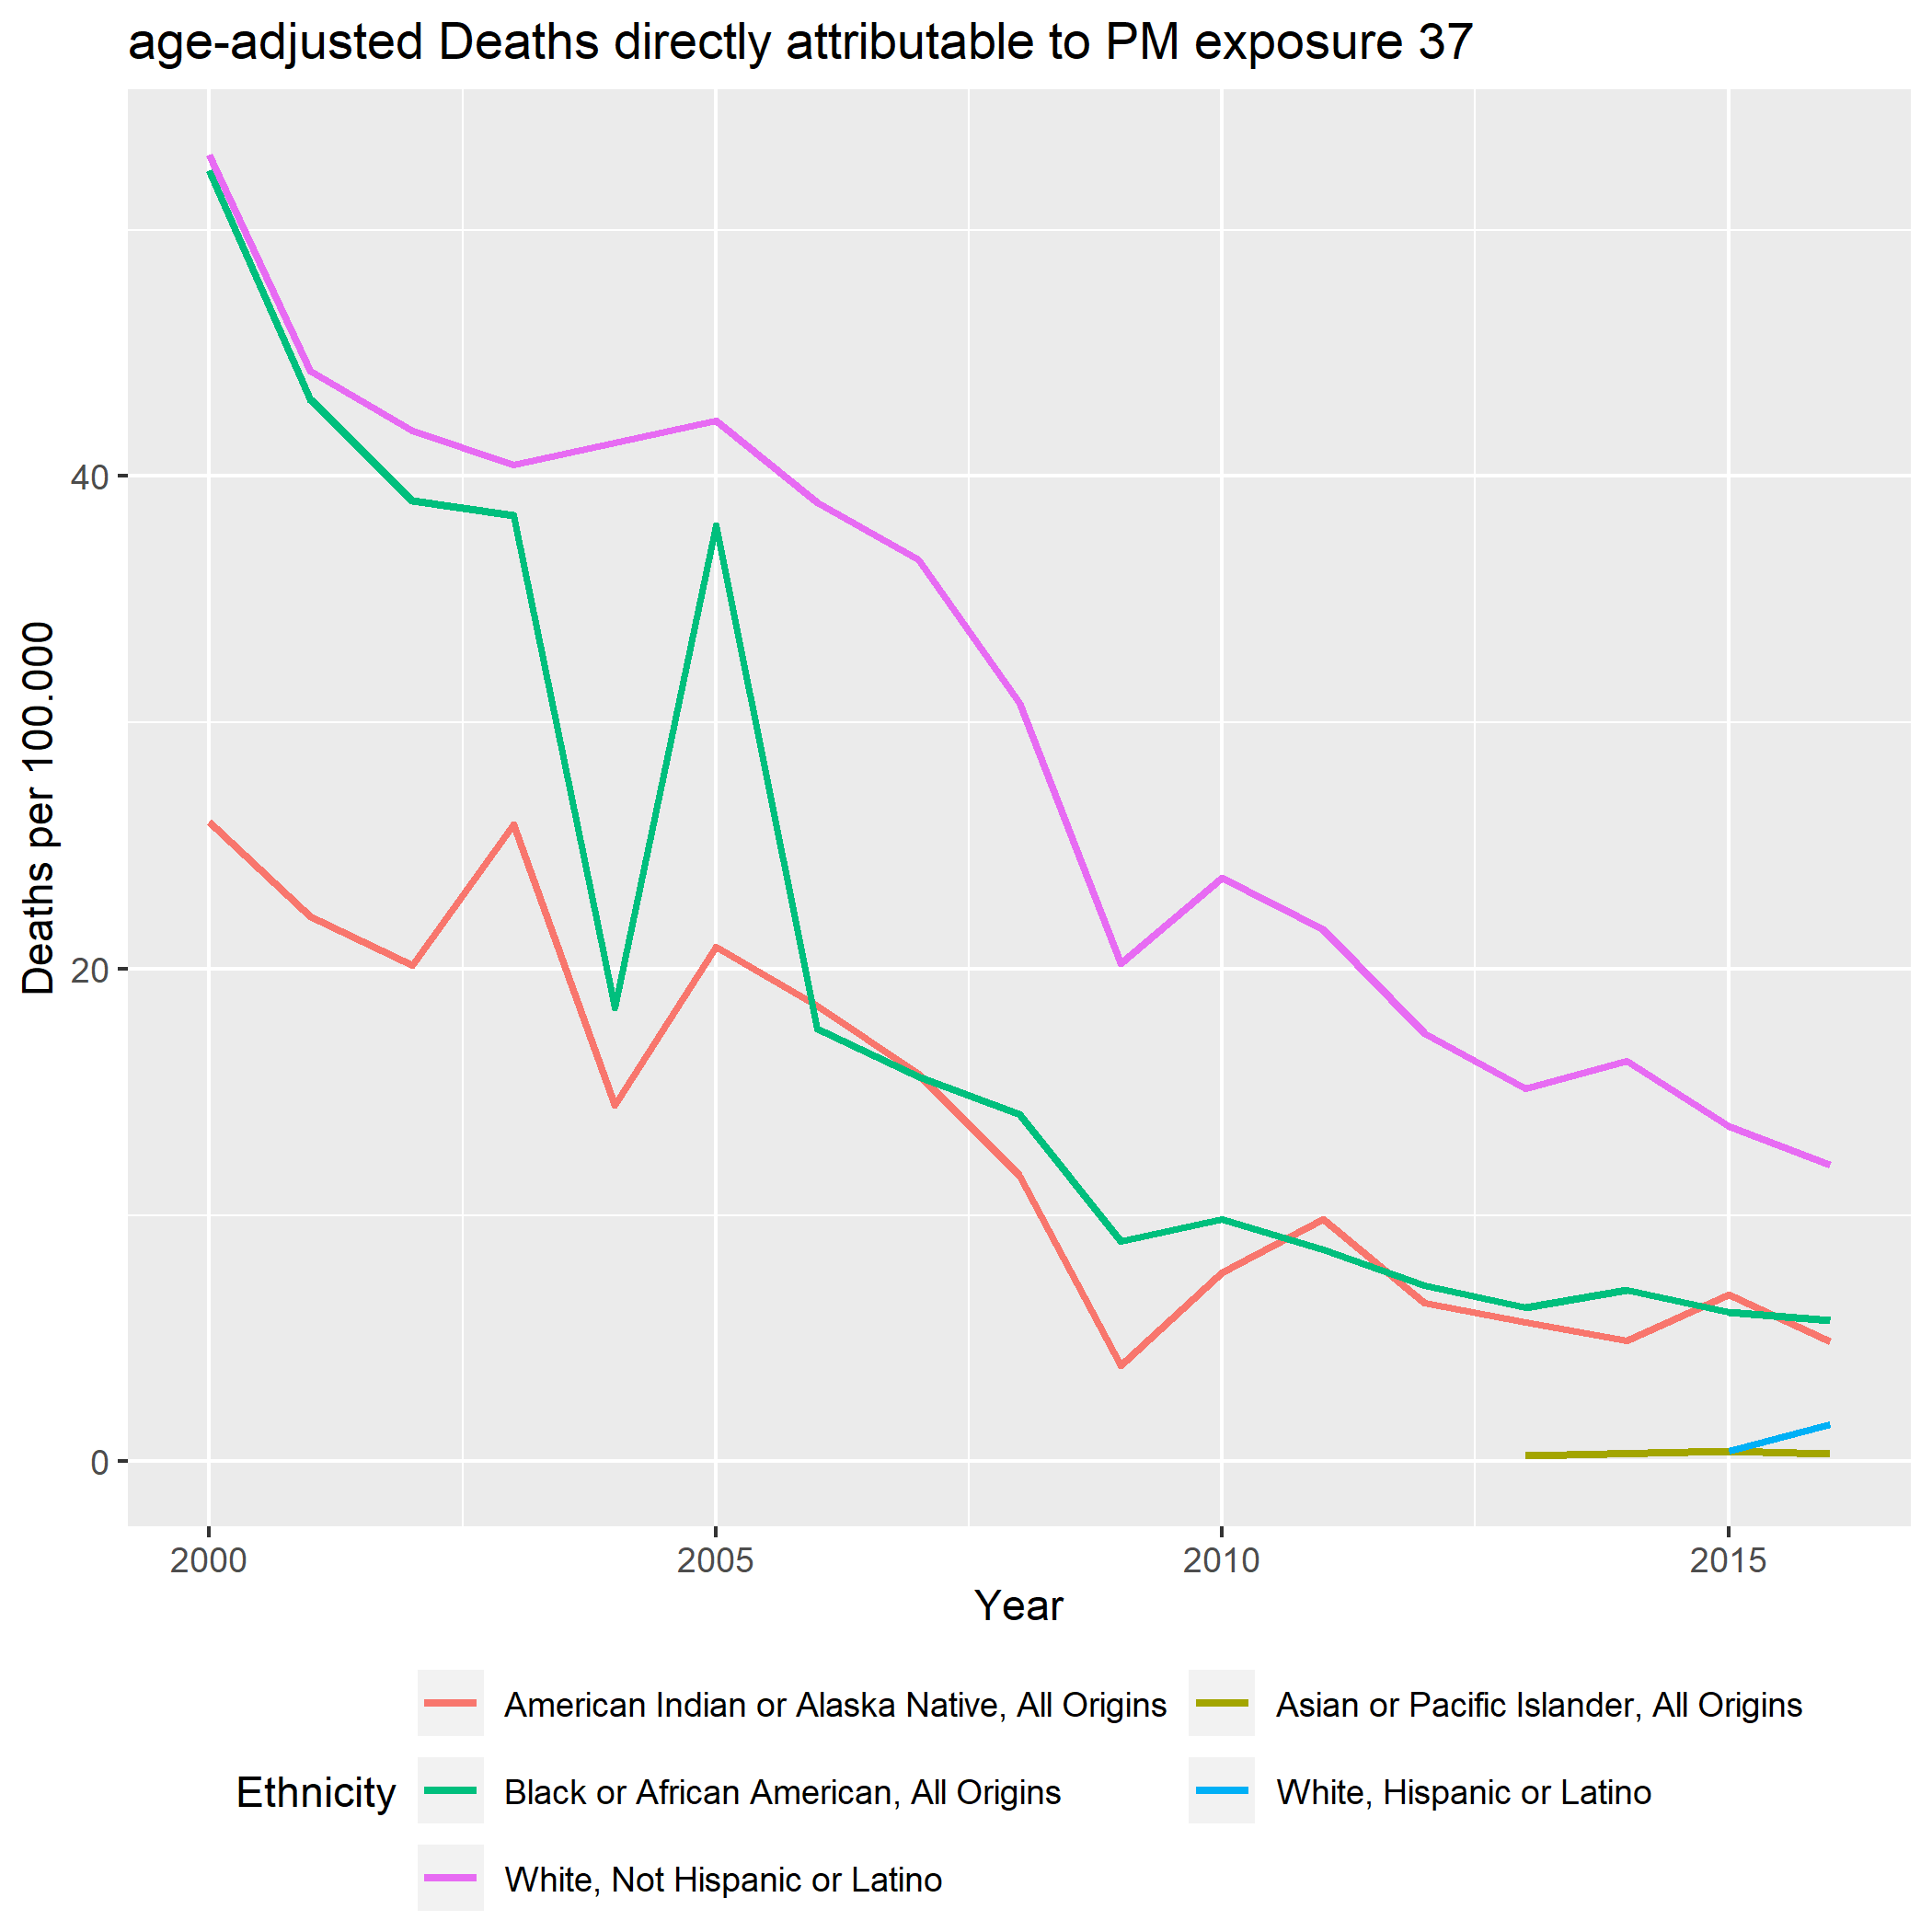 age-adjusted Deaths directly attributable to PM exposure 37
Deaths per 100.000
40
20
0
2000
2005
2010
2015
Year
Ethnicity
American Indian or Alaska Native, All Origins
Asian or Pacific Islander, All Origins
Black or African American, All Origins
White, Hispanic or Latino
White, Not Hispanic or Latino